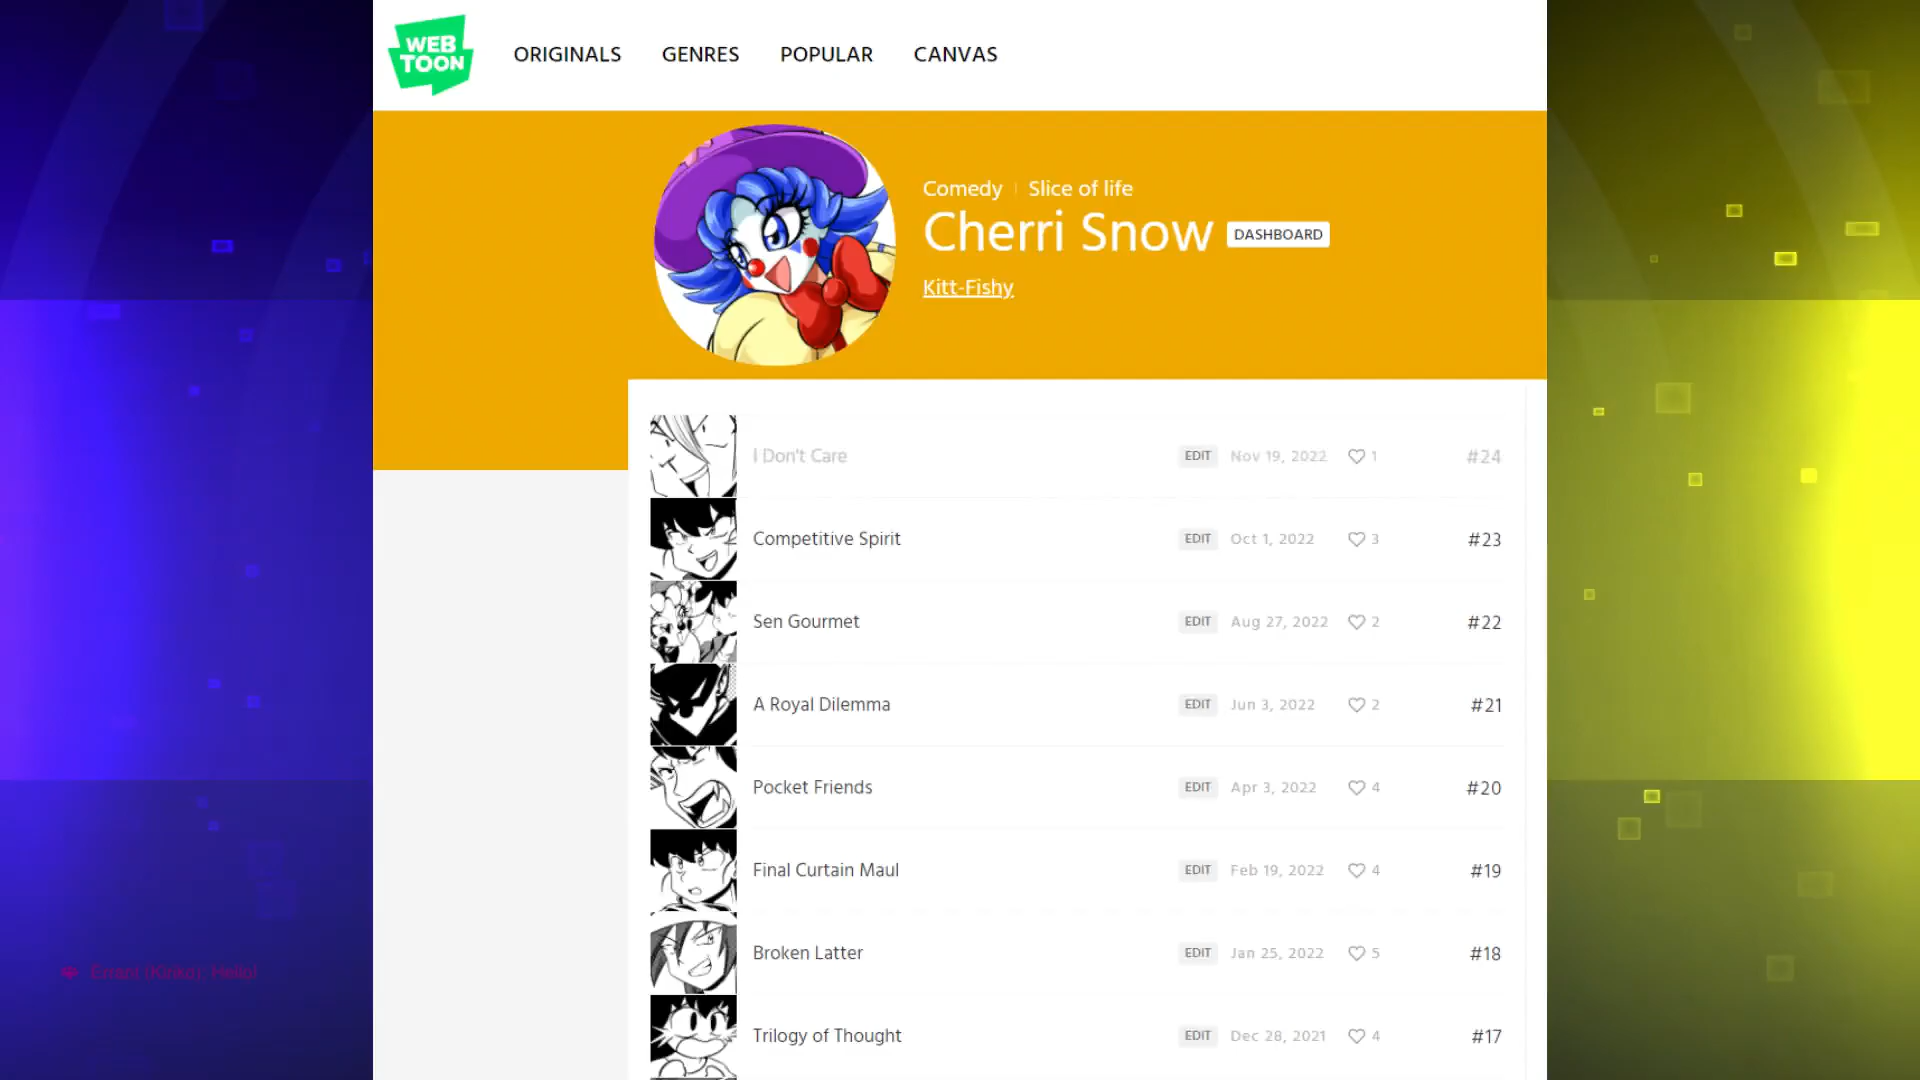 WEB
TOON
ORIGINALS GENRES POPULAR CANVAS
Comedy Slice of life
Cherri Snow DASHBOARD
Kitt-Fishy
I Don't Care EDIT Nov 19, 2022 1 #24
Competitive Spirit EDIT Oct 1, 2022 3 #23
Sen Gourmet EDIT Aug 27, 2022 2 #22
A Royal Dilemma EDIT Jun 3, 2022 2 #21
Pocket Friends EDIT Apr 3, 2022 4 #20
Final Curtain Maul EDIT Feb 19, 2022 4 #19
Broken Latter EDIT Jan 25, 2022 5 #18
Errant (Kiriko): Hello!
Trilogy of Thought EDIT Dec 28, 2021 4 #17